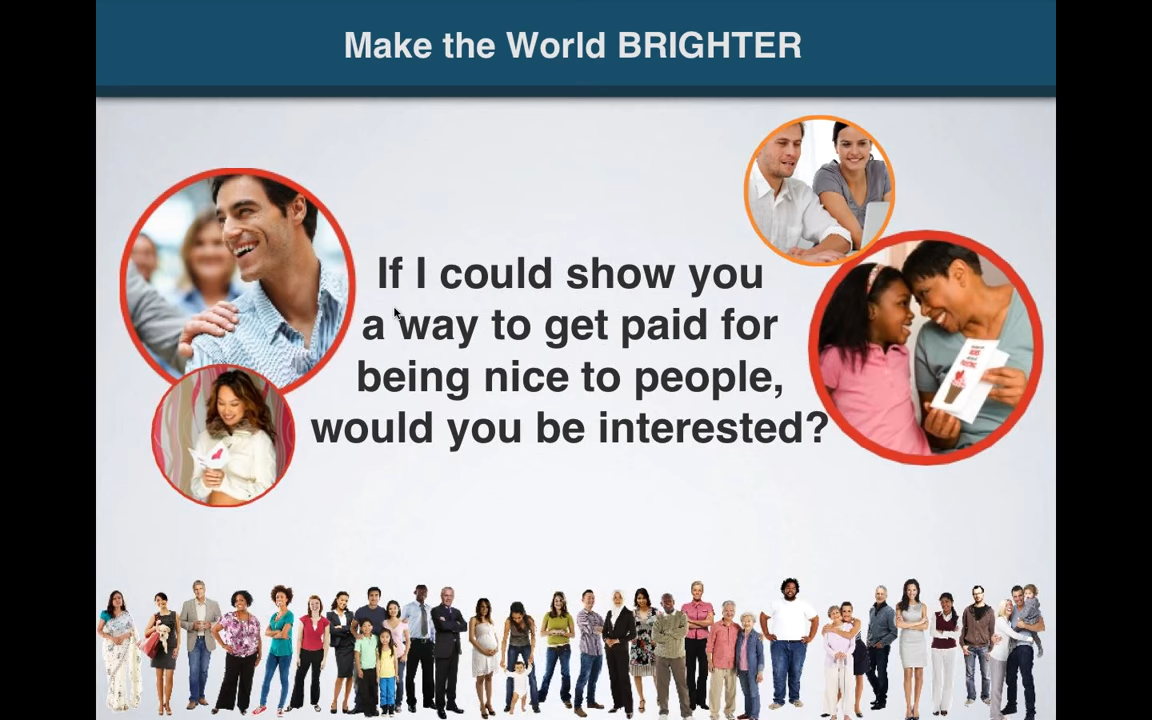 Make the World BRIGHTER
If I could show you
a way to get paid for
being nice to people,
would you be interested?